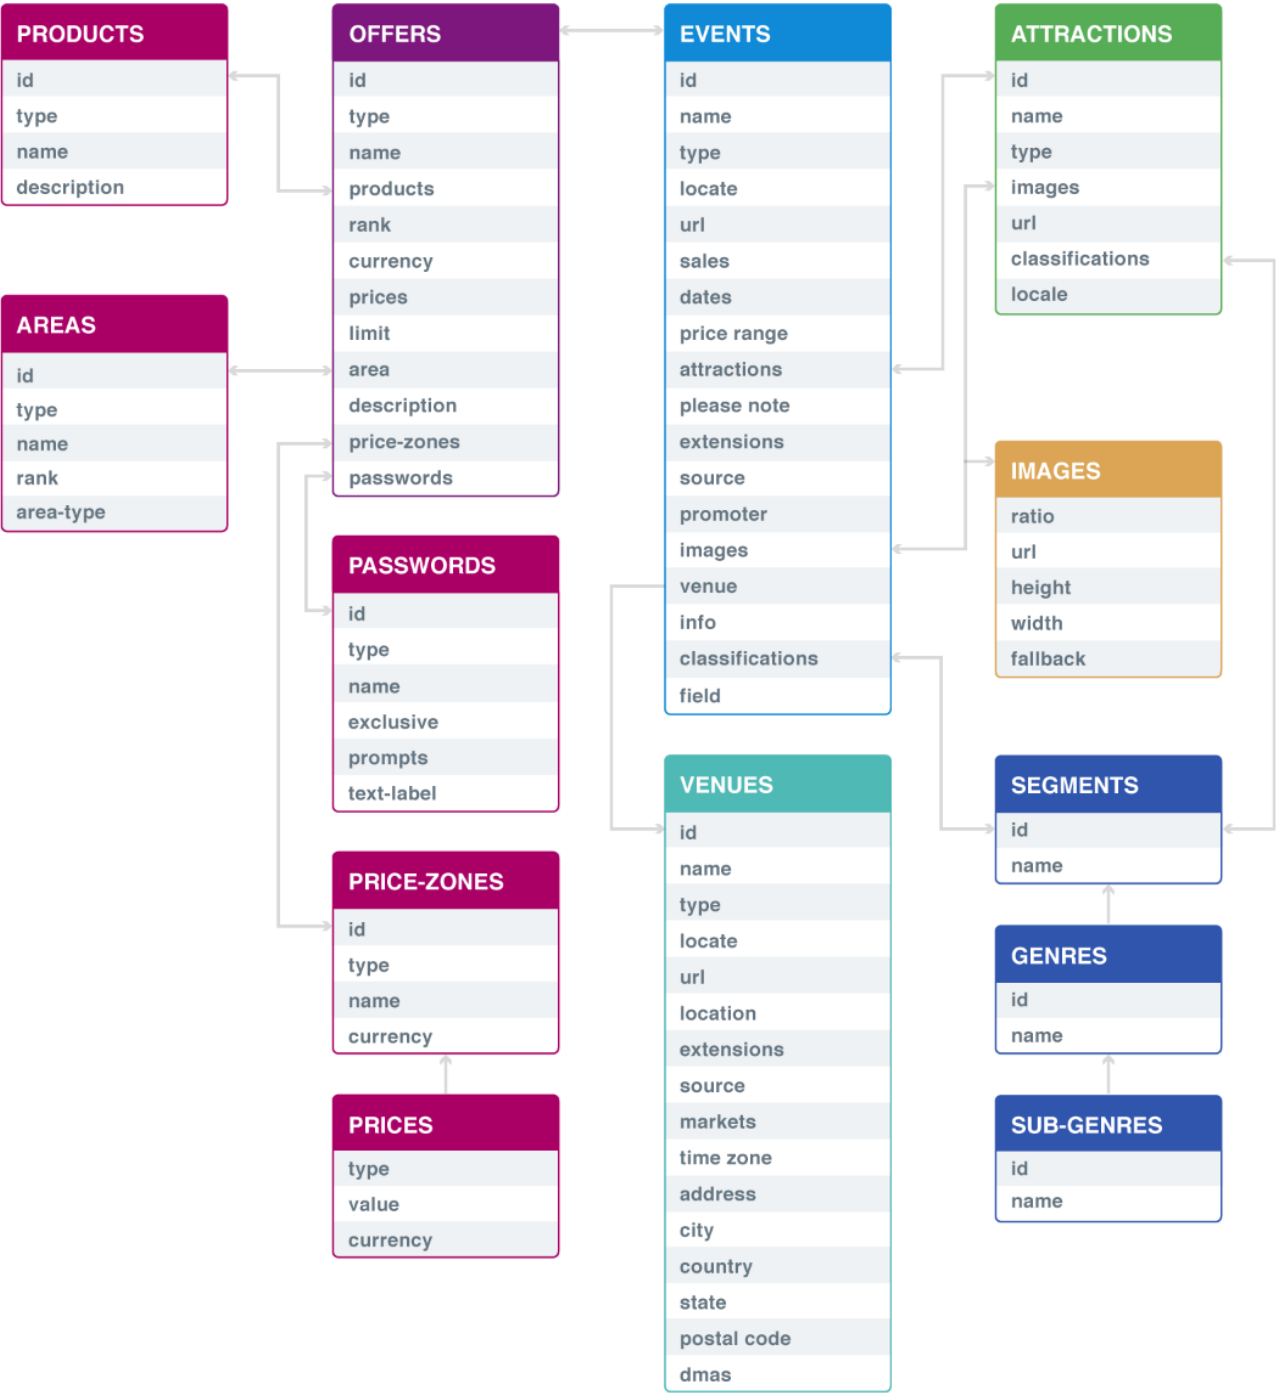 PRODUCTS
id
type
name
description
AREAS
id
type
name
rank
area-type
OFFERS
id
type
name
products
rank
currency
prices
limit
area
description
price-zones
passwords
PASSWORDS
id
type
name
exclusive
prompts
text-label
PRICE-ZONES
id
type
name
currency
PRICES
type
value
currency
EVENTS
id
name
type
locate
url
sales
dates
price range
attractions
please note
extensions
source
promoter
images
venue
info
classifications
field
VENUES
id
name
type
locate
url
location
extensions
source
markets
time zone
address
city
country
state
postal code
dmas
ATTRACTIONS
id
name
type
images
url
classifications
locale
IMAGES
ratio
url
height
width
fallback
SEGMENTS
id
name
GENRES
id
name
SUB-GENRES
id
name